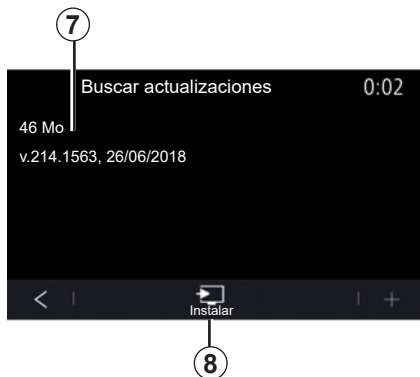 7
Buscar actualizaciones 0:02
46 Mo
v.214.1563, 26/06/2018
Instalar
8